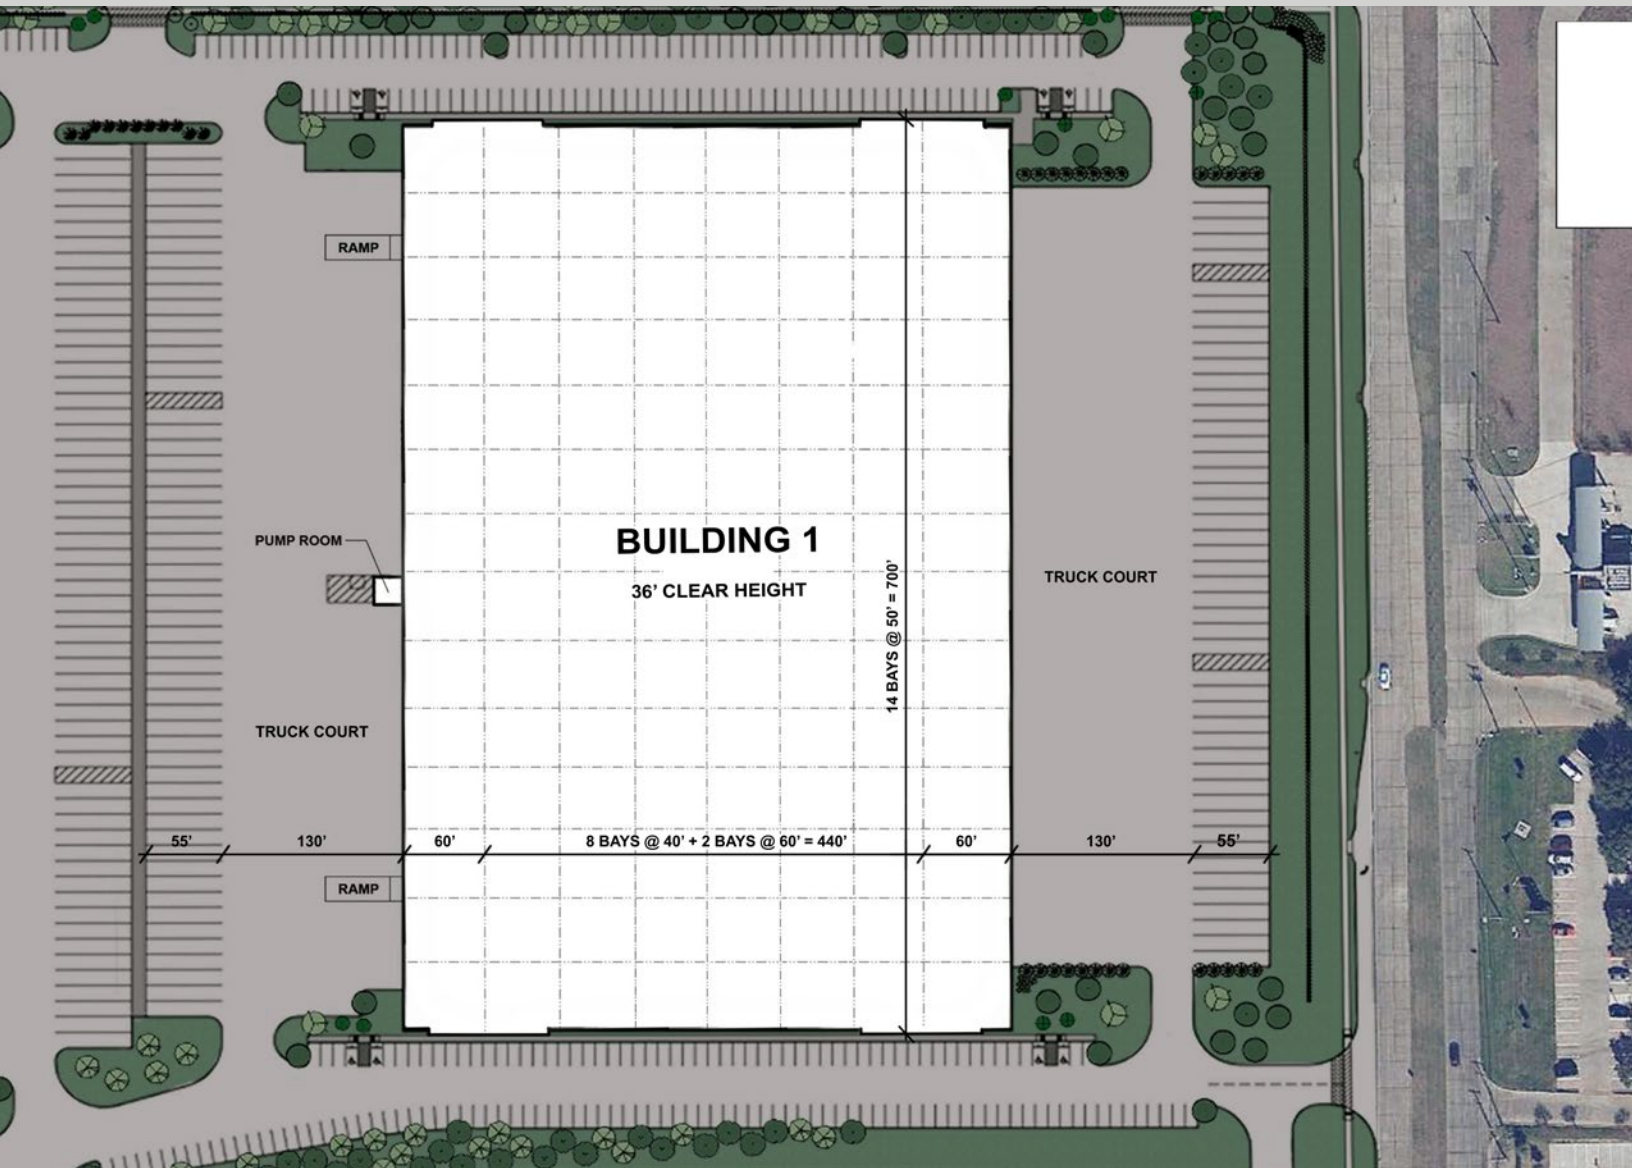 RAMP
BUILDING 1
PUMP ROOM
36' CLEAR HEIGHT
14 BAYS @ 50' = 700'
TRUCK COURT
TRUCK COURT
55'
130'
60'
8 BAYS @ 40' + 2 BAYS @ 60' = 440'
60'
130'
55'
RAMP